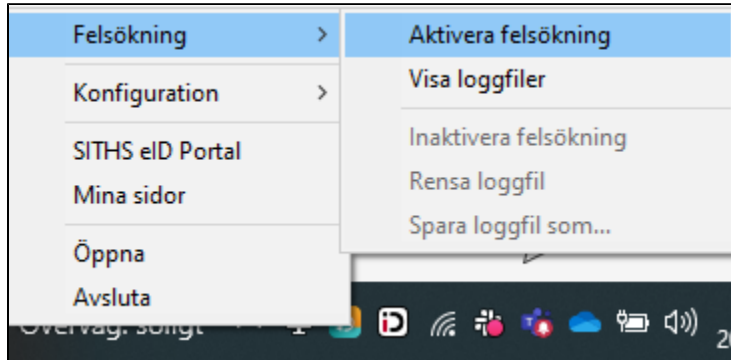 Felsökning
Konfiguration
SITHS eID Portal
Mina sidor
Öppna
Avsluta
Aktivera felsökning
Visa loggfiler
Inaktivera felsökning
Rensa loggfil
Spara loggfil som...
soligt